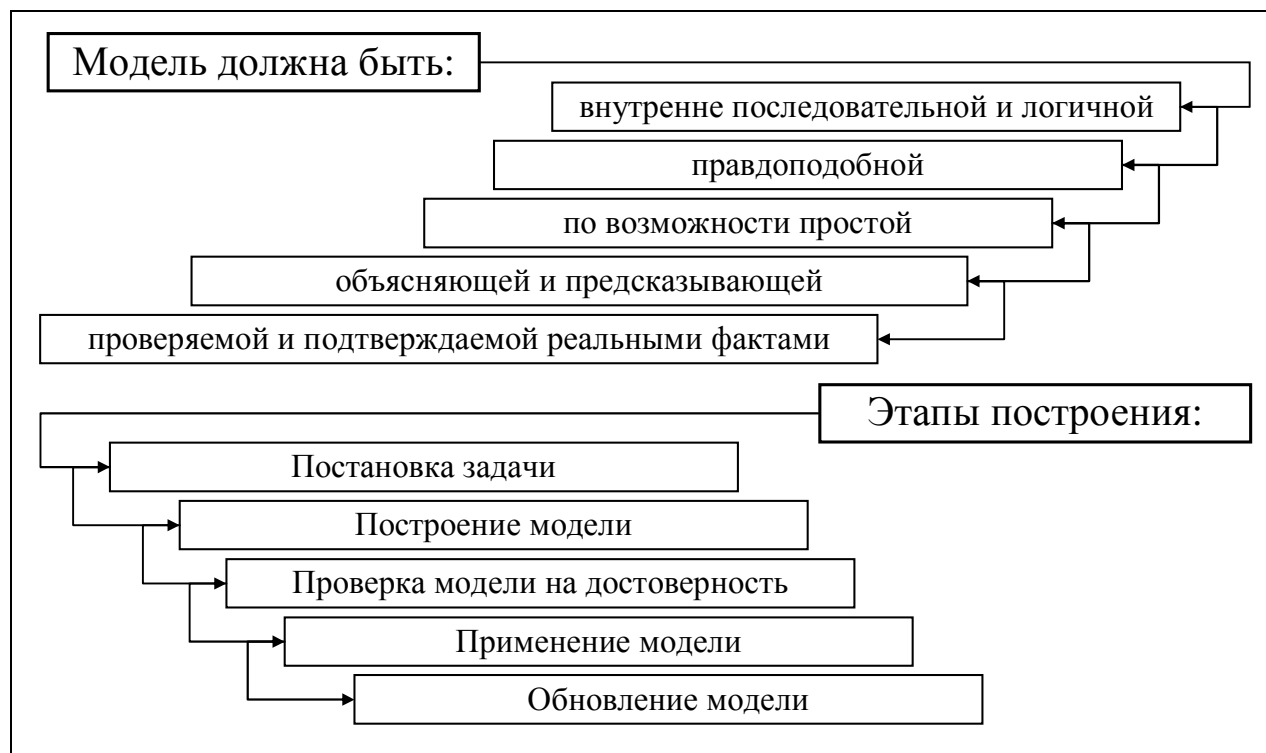 Модель должна быть:
внутренне последовательной и логичной
правдоподобной
по возможности простой
объясняющей и предсказывающей
проверяемой и подтверждаемой реальными фактами
Этапы построения:
Постановка задачи
Построение модели
Проверка модели на достоверность
Применение модели
Обновление модели